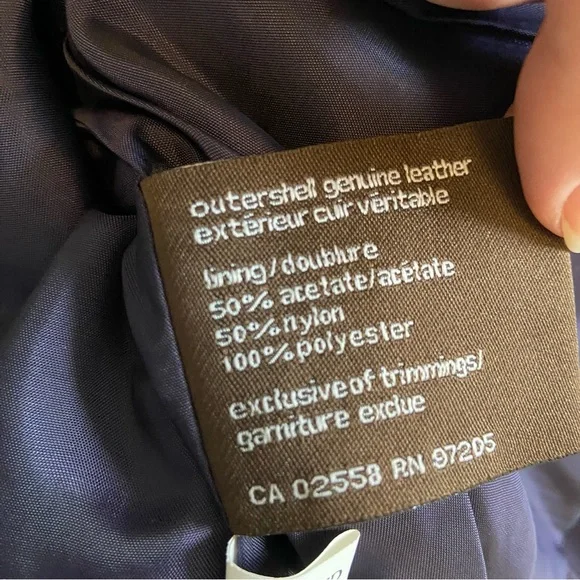 outershell genuine leather
extérieur cuir véritable
lining/doublure
50% acetate/acétate
50% nylon
100% polyester
exclusive of trimmings/
garniture exclue
CA 02558 RN 97205